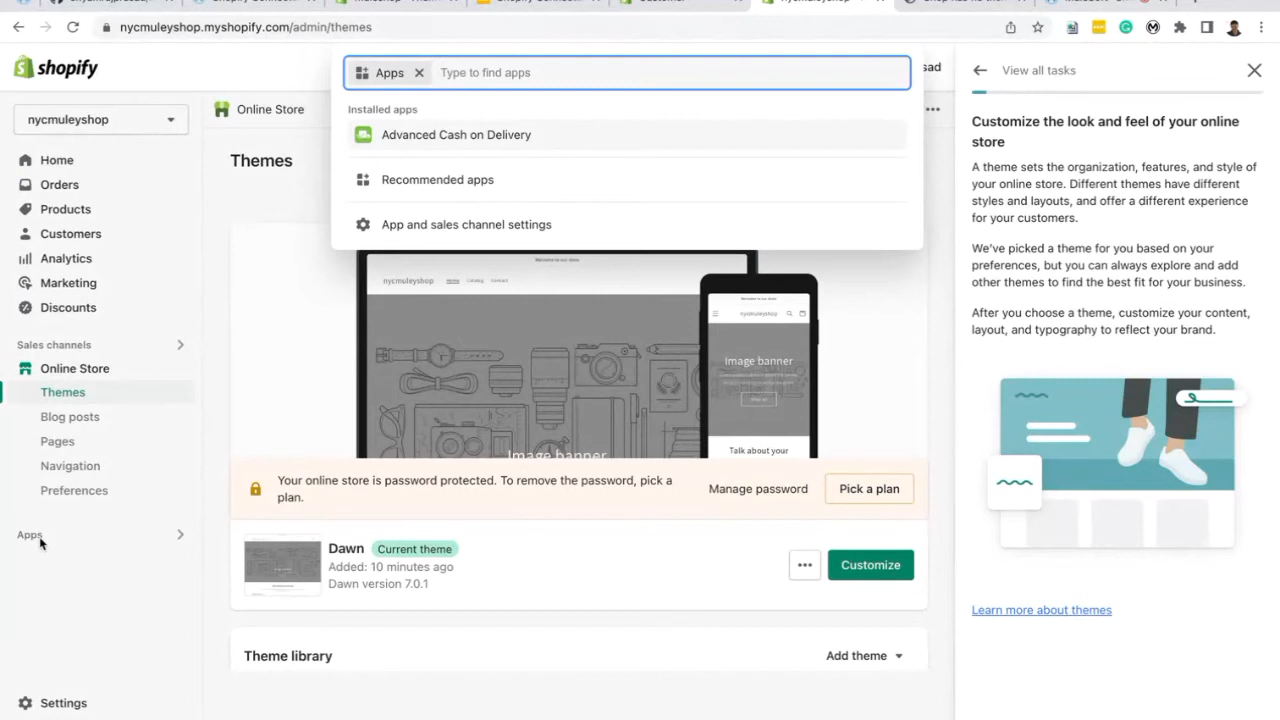 nycmuleyshop.myshopify.com/admin/themes
shopify
Apps
Type to find apps
sad
Installed apps
Advanced Cash on Delivery
Recommended apps
App and sales channel settings
nycmuleyshop
Home
Orders
Products
Customers
Analytics
Marketing
Discounts
Sales channels
Online Store
Themes
Blog posts
Pages
Navigation
Preferences
Apps
Settings
Online Store
Themes
Welcome to our store
nycmuleyshop
Home Catalog Contact
Image banner
nycmuleyshop
Image banner
Talk about your
Your online store is password protected. To remove the password, pick a
plan.
Manage password
Pick a plan
Dawn
Current theme
Added: 10 minutes ago
Dawn version 7.0.1
Customize
Theme library
Add theme
View all tasks
Customize the look and feel of your online
store
A theme sets the organization, features, and style of
your online store. Different themes have different
styles and layouts, and offer a different experience
for your customers.
We've picked a theme for you based on your
preferences, but you can always explore and add
other themes to find the best fit for your business.
After you choose a theme, customize your content,
layout, and typography to reflect your brand.
Learn more about themes